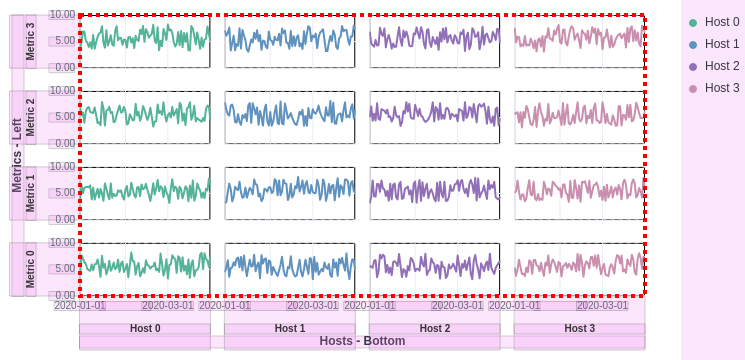 Metrics - Left
Metric 3
10.00
5.00
0.00
Metric 2
10.00
5.00
0.00
Metric 1
10.00
5.00
0.00
Metric 0
10.00
5.00
0.00
2020-01-01 2020-03-01 2020-01-01 2020-03-01 2020-01-01 2020-03-01 2020-01-01 2020-03-01
Host 0 Host 1 Host 2 Host 3
Hosts - Bottom
Host 0
Host 1
Host 2
Host 3